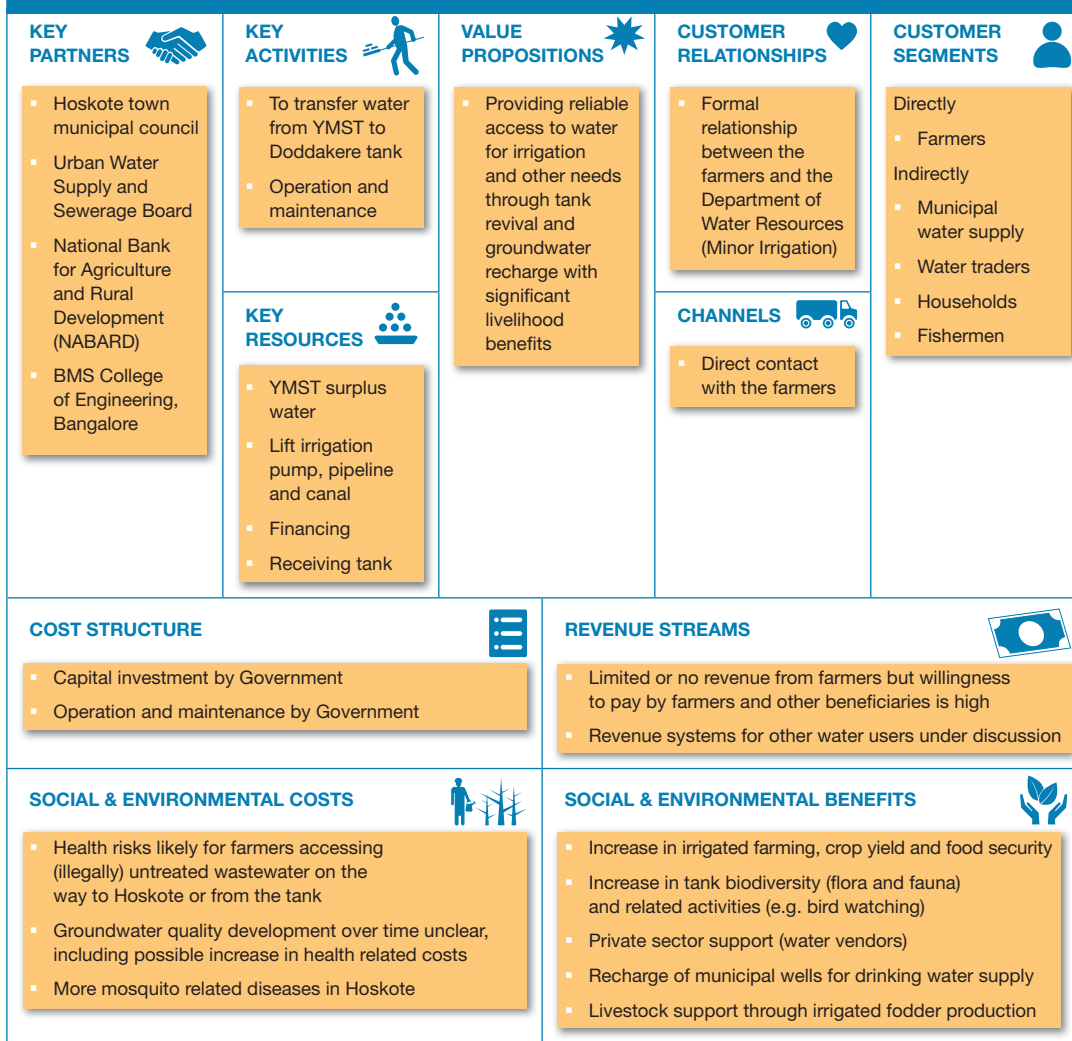 KEY
PARTNERS
Hoskote town
municipal council
Urban Water
Supply and
Sewerage Board
National Bank
for Agriculture
and Rural
Development
(NABARD)
BMS College
of Engineering,
Bangalore
KEY
ACTIVITIES
To transfer water
from YMST to
Doddakere tank
Operation and
maintenance
KEY
RESOURCES
YMST surplus
water
Lift irrigation
pump, pipeline
and canal
Financing
Receiving tank
VALUE
PROPOSITIONS
Providing reliable
access to water
for irrigation
and other needs
through tank
revival and
groundwater
recharge with
significant
livelihood
benefits
CUSTOMER
RELATIONSHIPS
Formal
relationship
between the
farmers and the
Department of
Water Resources
(Minor Irrigation)
CHANNELS
Direct contact
with the farmers
CUSTOMER
SEGMENTS
Directly
Farmers
Indirectly
Municipal
water supply
Water traders
Households
Fishermen
COST STRUCTURE
Capital investment by Government
Operation and maintenance by Government
REVENUE STREAMS
Limited or no revenue from farmers but willingness
to pay by farmers and other beneficiaries is high
Revenue systems for other water users under discussion
SOCIAL & ENVIRONMENTAL COSTS
Health risks likely for farmers accessing
(illegally) untreated wastewater on the
way to Hoskote or from the tank
Groundwater quality development over time unclear,
including possible increase in health related costs
More mosquito related diseases in Hoskote
SOCIAL & ENVIRONMENTAL BENEFITS
Increase in irrigated farming, crop yield and food security
Increase in tank biodiversity (flora and fauna)
and related activities (e.g. bird watching)
Private sector support (water vendors)
Recharge of municipal wells for drinking water supply
Livestock support through irrigated fodder production